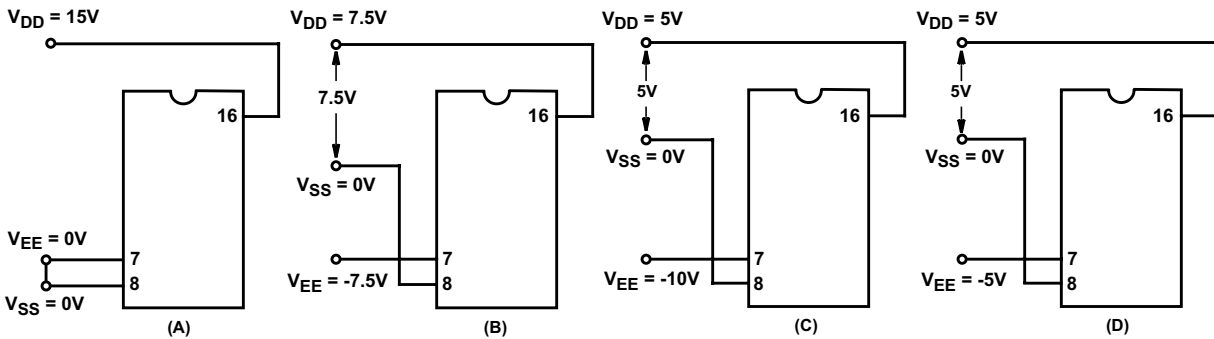 V_DD = 15V
16
V_EE = 0V
7
8
V_SS = 0V
(A)
V_DD = 7.5V
7.5V
16
V_SS = 0V
7
V_EE = -7.5V
8
(B)
V_DD = 5V
5V
16
V_SS = 0V
7
V_EE = -10V
8
(C)
V_DD = 5V
5V
16
V_SS = 0V
7
V_EE = -5V
8
(D)